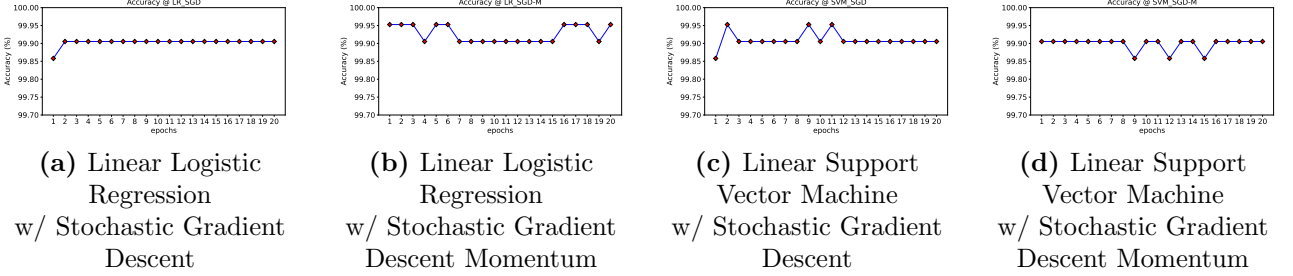 Accuracy @ LR_SGD
100.00
99.95
99.90
99.85
99.80
99.75
99.70
Accuracy (%)
1 2 3 4 5 6 7 8 9 10 11 12 13 14 15 16 17 18 19 20
epochs
(a) Linear Logistic
Regression
w/ Stochastic Gradient
Descent
Accuracy @ LR_SGD-M
100.00
99.95
99.90
99.85
99.80
99.75
99.70
Accuracy (%)
1 2 3 4 5 6 7 8 9 10 11 12 13 14 15 16 17 18 19 20
epochs
(b) Linear Logistic
Regression
w/ Stochastic Gradient
Descent Momentum
Accuracy @ SVM_SGD
100.00
99.95
99.90
99.85
99.80
99.75
99.70
Accuracy (%)
1 2 3 4 5 6 7 8 9 10 11 12 13 14 15 16 17 18 19 20
epochs
(c) Linear Support
Vector Machine
w/ Stochastic Gradient
Descent
Accuracy @ SVM_SGD-M
100.00
99.95
99.90
99.85
99.80
99.75
99.70
Accuracy (%)
1 2 3 4 5 6 7 8 9 10 11 12 13 14 15 16 17 18 19 20
epochs
(d) Linear Support
Vector Machine
w/ Stochastic Gradient
Descent Momentum